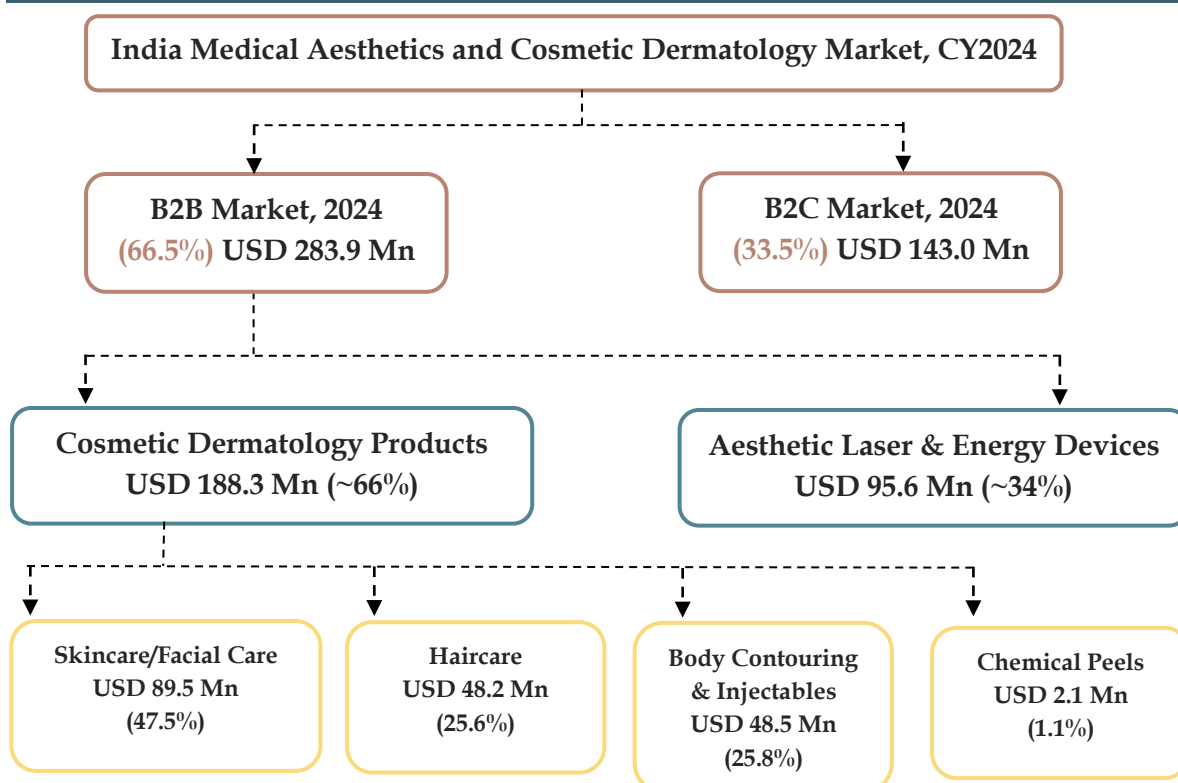 India Medical Aesthetics and Cosmetic Dermatology Market, CY2024
B2B Market, 2024
(66.5%) USD 283.9 Mn
B2C Market, 2024
(33.5%) USD 143.0 Mn
Cosmetic Dermatology Products
USD 188.3 Mn (~66%)
Aesthetic Laser & Energy Devices
USD 95.6 Mn (~34%)
Skincare/Facial Care
USD 89.5 Mn
(47.5%)
Haircare
USD 48.2 Mn
(25.6%)
Body Contouring
& Injectables
USD 48.5 Mn
(25.8%)
Chemical Peels
USD 2.1 Mn
(1.1%)